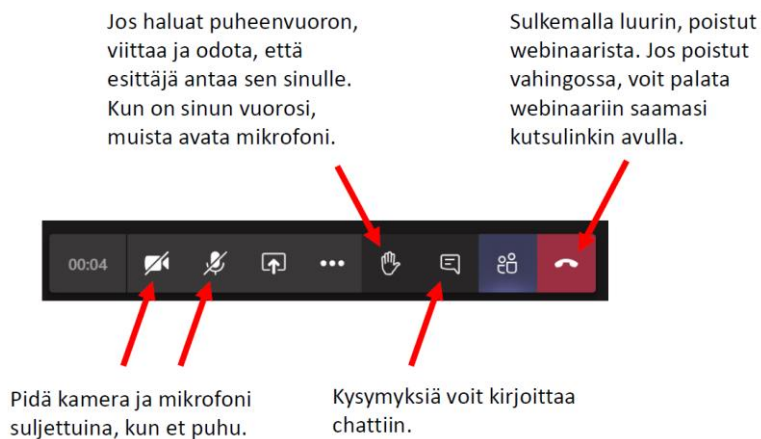 Jos haluat puheenvuoron,
viittaa ja odota, että
esittäjä antaa sen sinulle.
Kun on sinun vuorosi,
muista avata mikrofoni.
Sulkemalla luurin, poistut
webinaarista. Jos poistut
vahingossa, voit palata
webinaariin saamasi
kutsulinkin avulla.
00:04
Pidä kamera ja mikrofoni
suljettuina, kun et puhu.
Kysymyksiä voit kirjoittaa
chattiin.